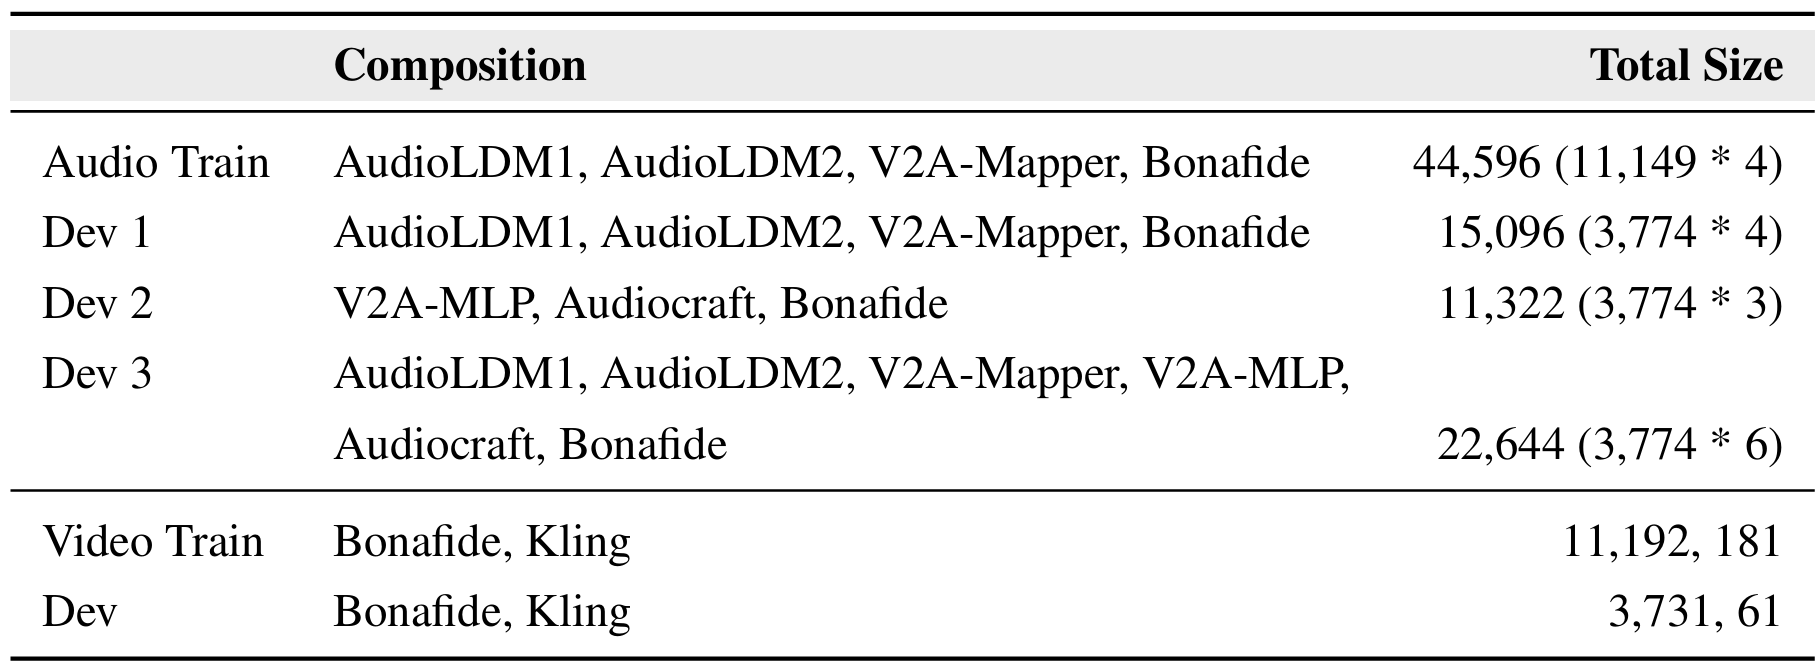 Composition Total Size
Audio Train AudioLDM1, AudioLDM2, V2A-Mapper, Bonafide 44,596 (11,149 * 4)
Dev 1 AudioLDM1, AudioLDM2, V2A-Mapper, Bonafide 15,096 (3,774 * 4)
Dev 2 V2A-MLP, Audiocraft, Bonafide 11,322 (3,774 * 3)
Dev 3 AudioLDM1, AudioLDM2, V2A-Mapper, V2A-MLP,
Audiocraft, Bonafide 22,644 (3,774 * 6)
Video Train Bonafide, Kling 11,192, 181
Dev Bonafide, Kling 3,731, 61